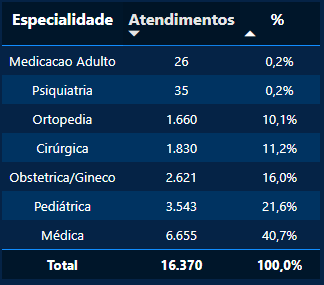 Especialidade Atendimentos %
Medicacao Adulto 26 0,2%
Psiquiatria 35 0,2%
Ortopedia 1.660 10,1%
Cirúrgica 1.830 11,2%
Obstetrica/Gineco 2.621 16,0%
Pediátrica 3.543 21,6%
Médica 6.655 40,7%
Total 16.370 100,0%